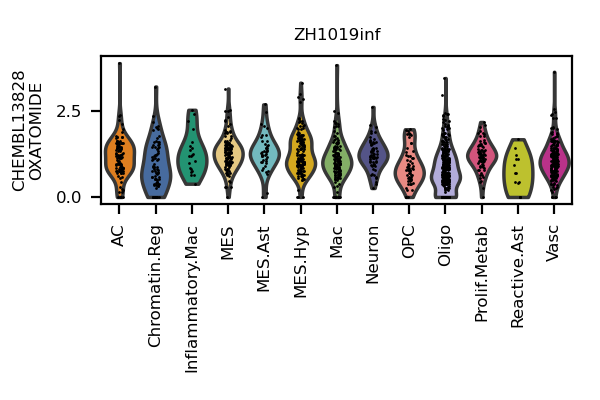 ZH1019inf
CHEMBL13828
OXATOMIDE
2.5
0.0
AC
Chromatin.Reg
Inflammatory.Mac
MES
MES.Ast
MES.Hyp
Mac
Neuron
OPC
Oligo
Prolif.Metab
Reactive.Ast
Vasc